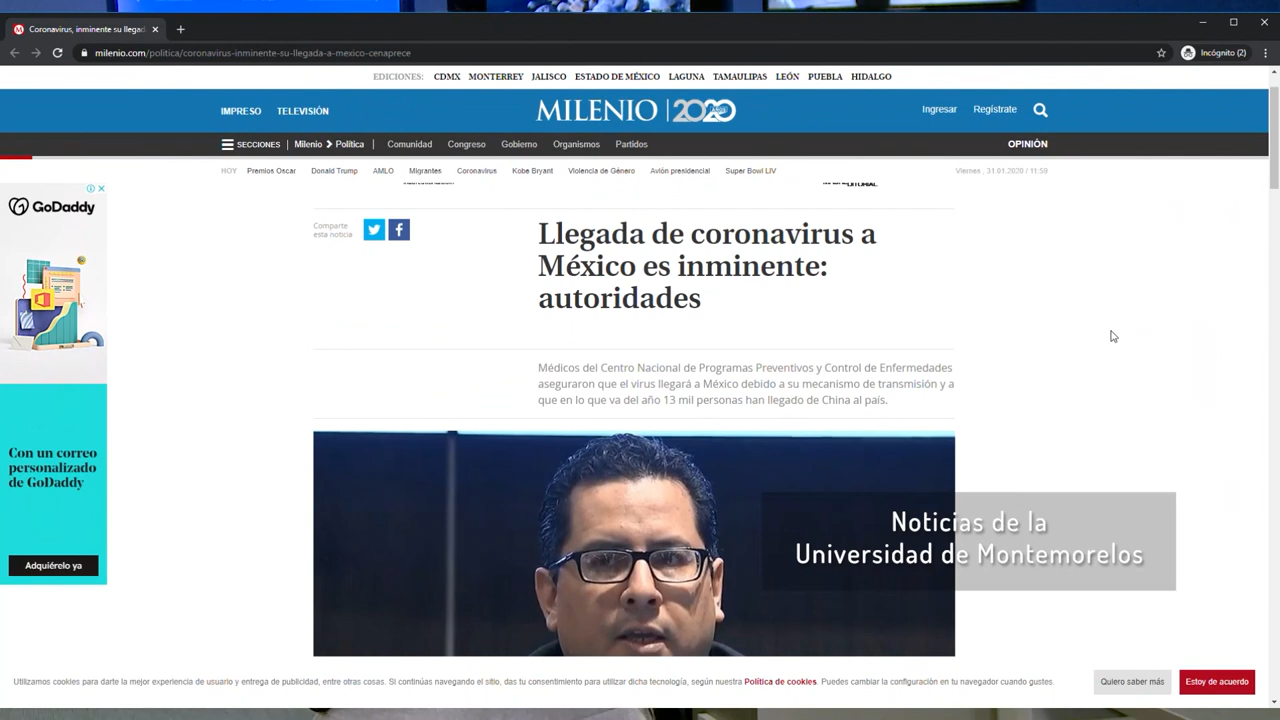 Coronavirus, inminente su llegad
milenio.com/politica/coronavirus-inminente-su-llegada-a-mexico-cenaprece
Incógnito (2)
EDICIONES: CDMX MONTERREY JALISCO ESTADO DE MÉXICO LAGUNA TAMAULIPAS LEÓN PUEBLA HIDALGO
IMPRESO TELEVISIÓN
MILENIO 2020
Ingresar Regístrate
SECCIONES Milenio Política Comunidad Congreso Gobierno Organismos Partidos
OPINIÓN
HOY Premios Oscar Donald Trump AMLO Migrantes Coronavirus Kobe Bryant Violencia de Género Avión presidencial Super Bowl LIV
Viernes , 31.01.2020 / 11:59
GoDaddy
Con un correo
personalizado
de GoDaddy
Adquiérelo ya
Comparte
esta noticia
Llegada de coronavirus a
México es inminente:
autoridades
Médicos del Centro Nacional de Programas Preventivos y Control de Enfermedades
aseguraron que el virus llegará a México debido a su mecanismo de transmisión y a
que en lo que va del año 13 mil personas han llegado de China al país.
Noticias de la
Universidad de Montemorelos
Utilizamos cookies para darte la mejor experiencia de usuario y entrega de publicidad, entre otras cosas. Si continúas navegando el sitio, das tu consentimiento para utilizar dicha tecnología, según nuestra Política de cookies. Puedes cambiar la configuración en tu navegador cuando gustes.
Quiero saber más
Estoy de acuerdo